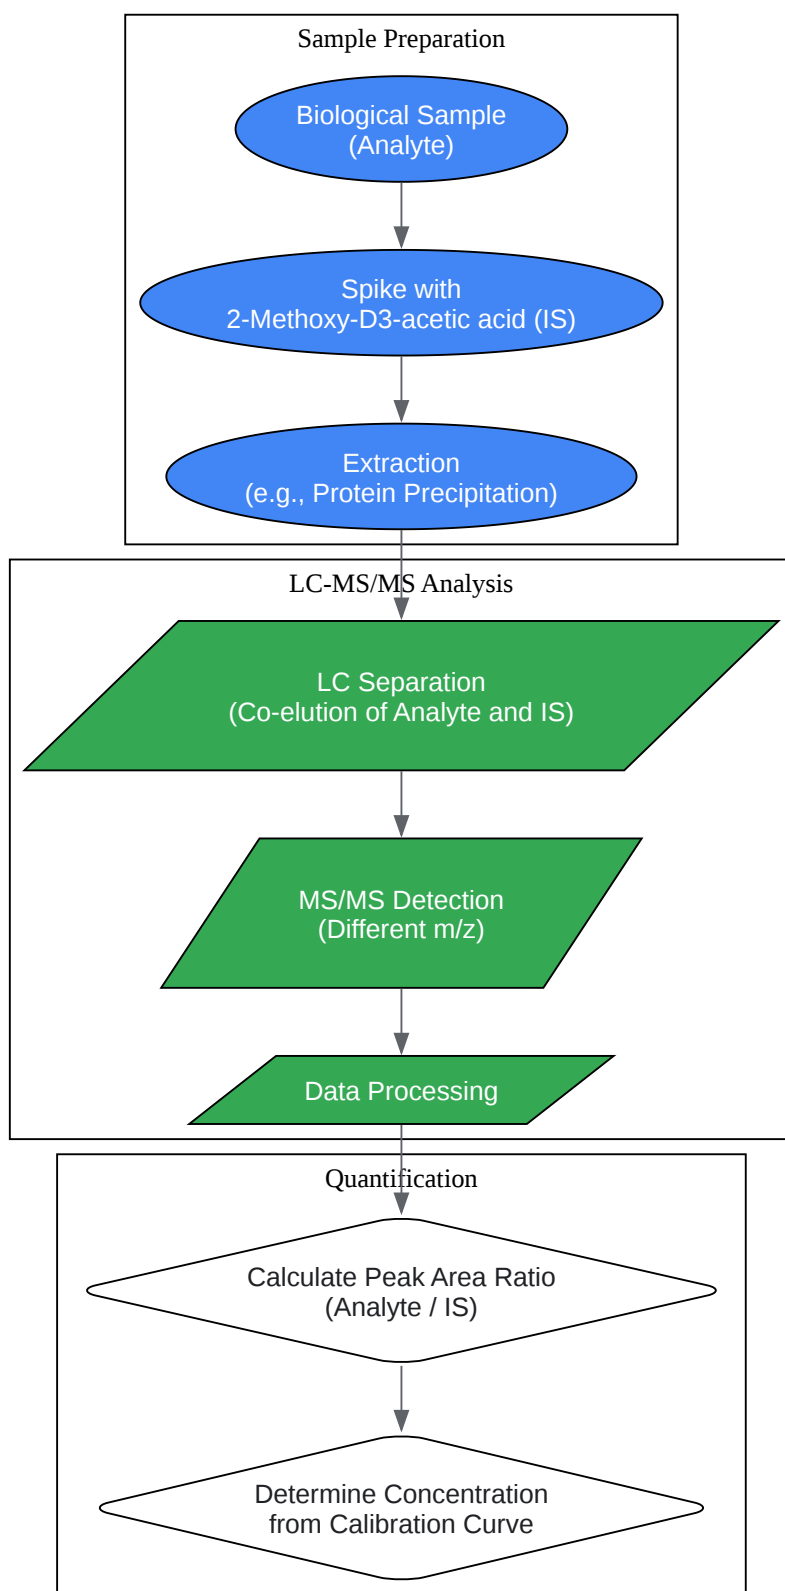 Sample Preparation
Biological Sample
(Analyte)
Spike with
2-Methoxy-D3-acetic acid (IS)
Extraction
(e.g., Protein Precipitation)
LC-MS/MS Analysis
LC Separation
(Co-elution of Analyte and IS)
MS/MS Detection
(Different m/z)
Data Processing
Quantification
Calculate Peak Area Ratio
(Analyte / IS)
Determine Concentration
from Calibration Curve